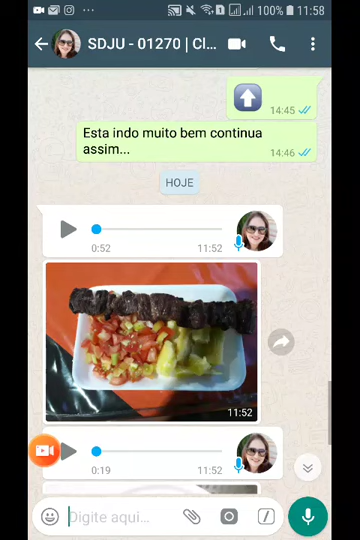 100% 11:58
SDJU - 01270 | Cl...
14:45
Esta indo muito bem continua
assim...
14:46
HOJE
0:52 11:52
11:52
0:19 11:52
Digite aqui...